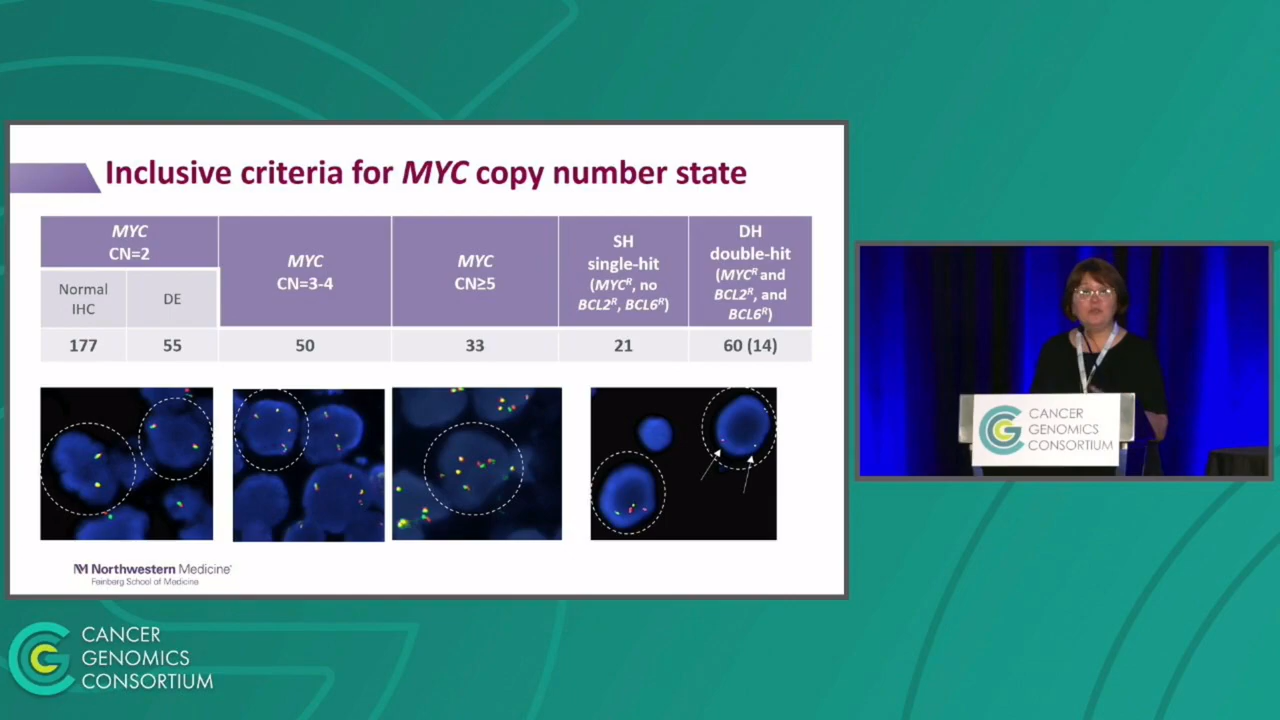 Inclusive criteria for MYC copy number state
MYC
CN=2
Normal
IHC
DE
MYC
CN=3-4
MYC
CN≥5
SH
single-hit
(MYCᴿ, no
BCL2ᴿ, BCL6ᴿ)
DH
double-hit
(MYCᴿ and
BCL2ᴿ, and
BCL6ᴿ)
177
55
50
33
21
60 (14)
Northwestern Medicine®
Feinberg School of Medicine
CANCER
GENOMICS
CONSORTIUM
CANCER
GENOMICS
CONSORTIUM